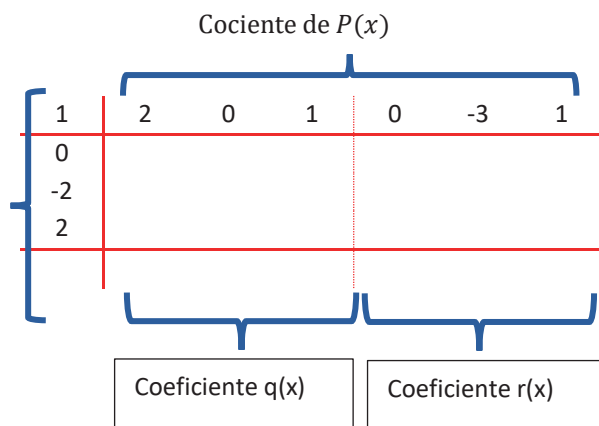 Cociente de P(x)
1 2 0 1 0 -3 1
0
-2
2
Coeficiente q(x) Coeficiente r(x)